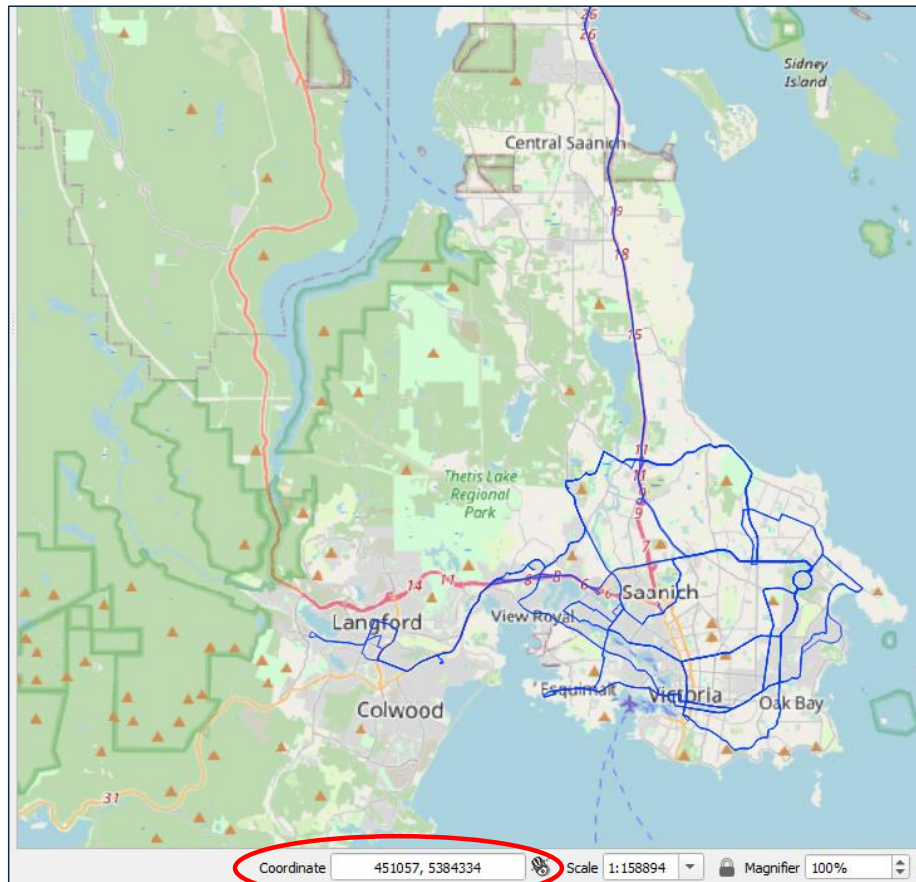 26
26
Sidney
Island
Central Saanich
19
18
15
11
11
9
9
Thetis Lake
Regional
Park
7
14
11
8
8
6
6
Saanich
View Royal
Langford
Esquimalt
Victoria
Oak Bay
Colwood
31
Coordinate 451057, 5384334 Scale 1:158894 Magnifier 100%